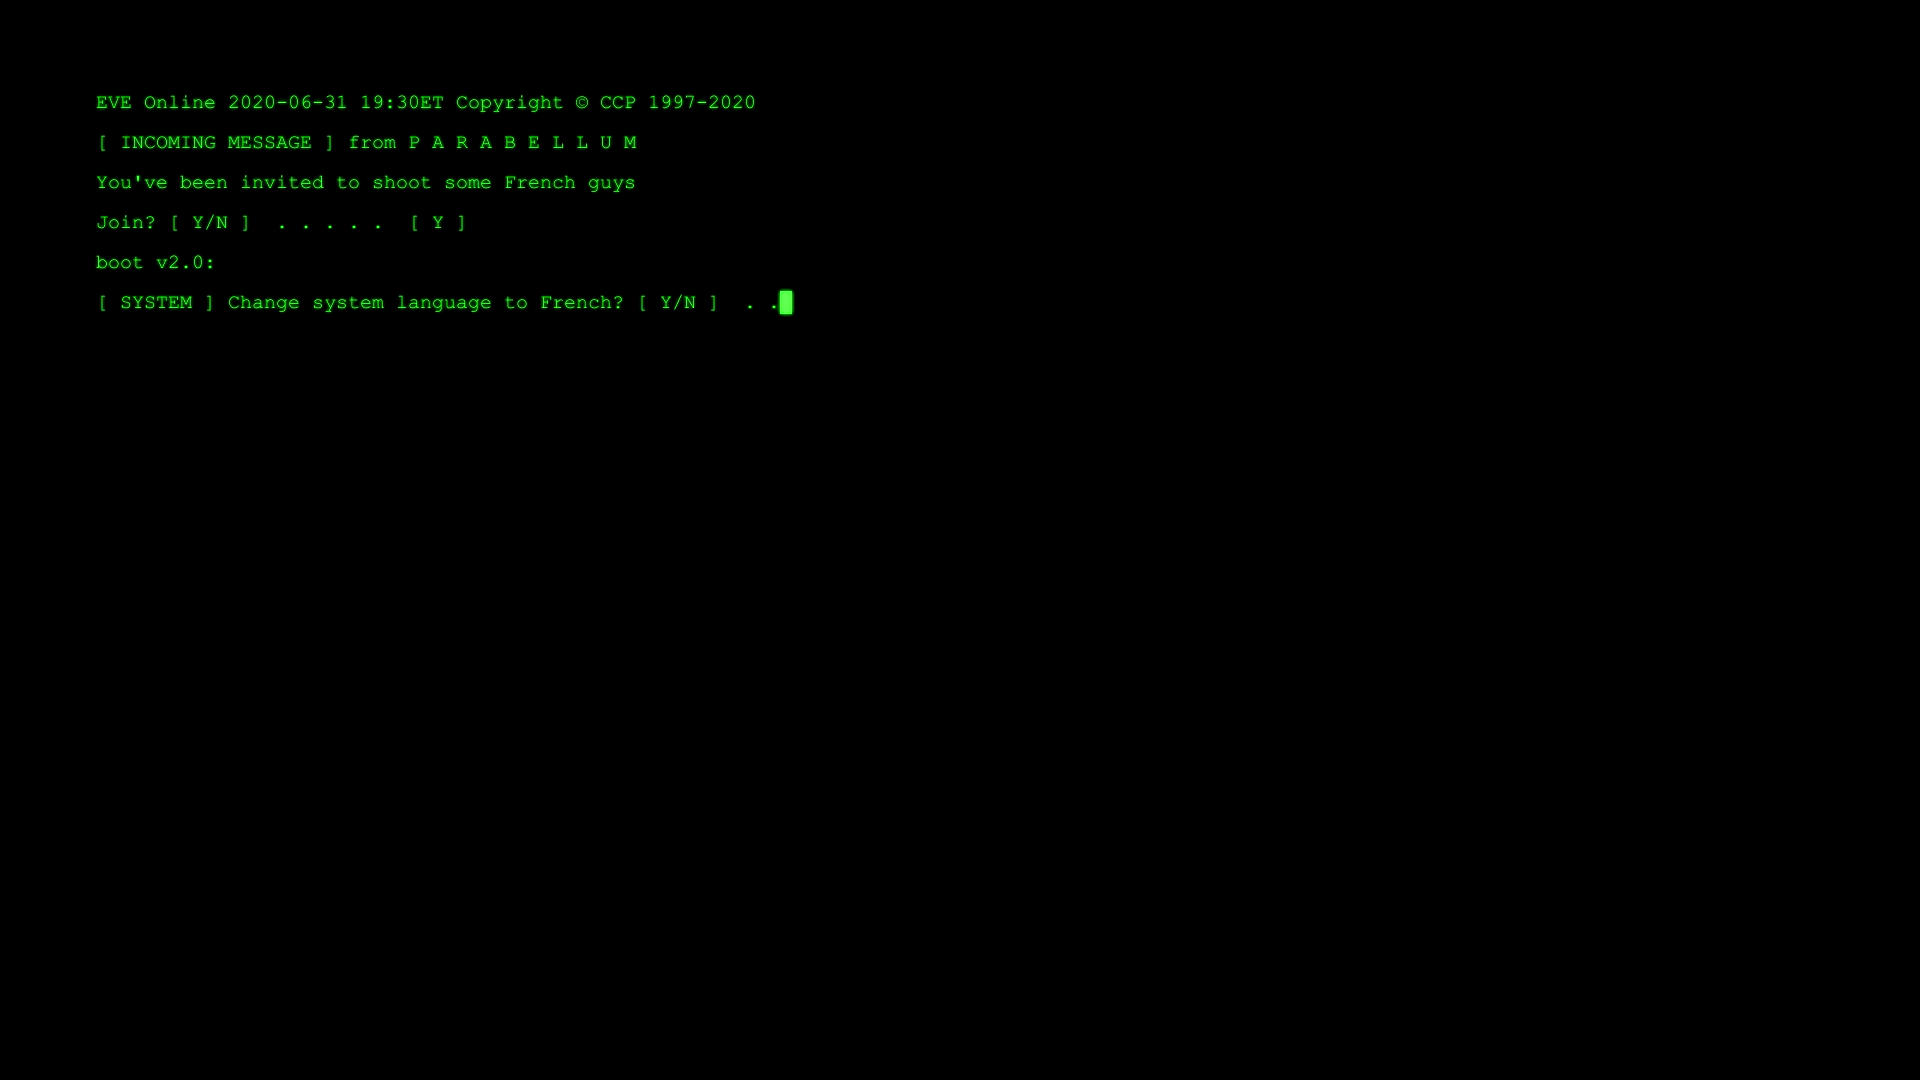 EVE Online 2020-06-31 19:30ET Copyright © CCP 1997-2020
[ INCOMING MESSAGE ] from P A R A B E L L U M
You've been invited to shoot some French guys
Join? [ Y/N ]  . . . . .  [ Y ]
boot v2.0:
[ SYSTEM ] Change system language to French? [ Y/N ]  . .